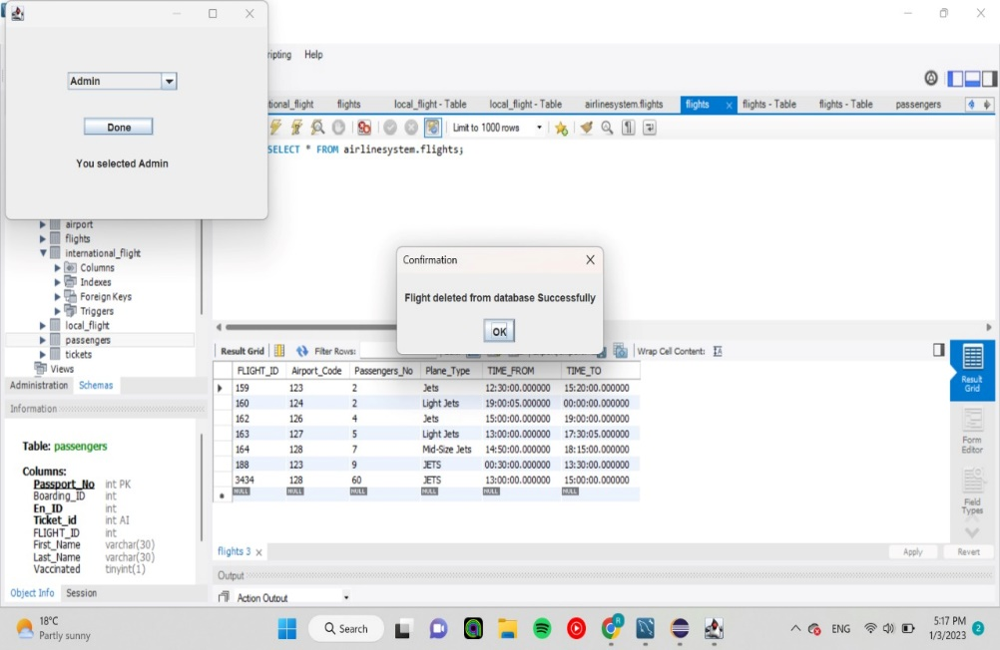 Admin
Done
You selected Admin
ripting Help
tional_flight flights local_flight - Table local_flight - Table airlinesystem.flights flights flights - Table flights - Table passengers
Limit to 1000 rows
SELECT * FROM airlinesystem.flights;
airport
flights
international_flight
Columns
Indexes
Foreign Keys
Triggers
local_flight
passengers
tickets
Views
Administration Schemas
Information
Table: passengers
Columns:
Passport_No int PK
Boarding_ID int
En_ID int
Ticket_id int AI
FLIGHT_ID int
First_Name varchar(30)
Last_Name varchar(30)
Vaccinated tinyint(1)
Object Info Session
Confirmation
Flight deleted from database Successfully
OK
Result Grid Filter Rows: Wrap Cell Content:
FLIGHT_ID Airport_Code Passengers_No Plane_Type TIME_FROM TIME_TO
159 123 2 Jets 12:30:00.000000 15:20:00.000000
160 124 2 Light Jets 19:00:05.000000 00:00:00.000000
162 126 4 Jets 15:00:00.000000 19:00:00.000000
163 127 5 Light Jets 13:00:00.000000 17:30:05.000000
164 128 7 Mid-Size Jets 14:50:00.000000 18:15:00.000000
188 123 9 JETS 00:30:00.000000 13:30:00.000000
3434 128 60 JETS 13:00:00.000000 15:00:00.000000
NULL NULL NULL NULL NULL NULL
Result
Grid
Form
Editor
Field
Types
flights 3 Apply Revert
Output
Action Output
18°C
Partly sunny
Search
ENG
5:17 PM
1/3/2023
2